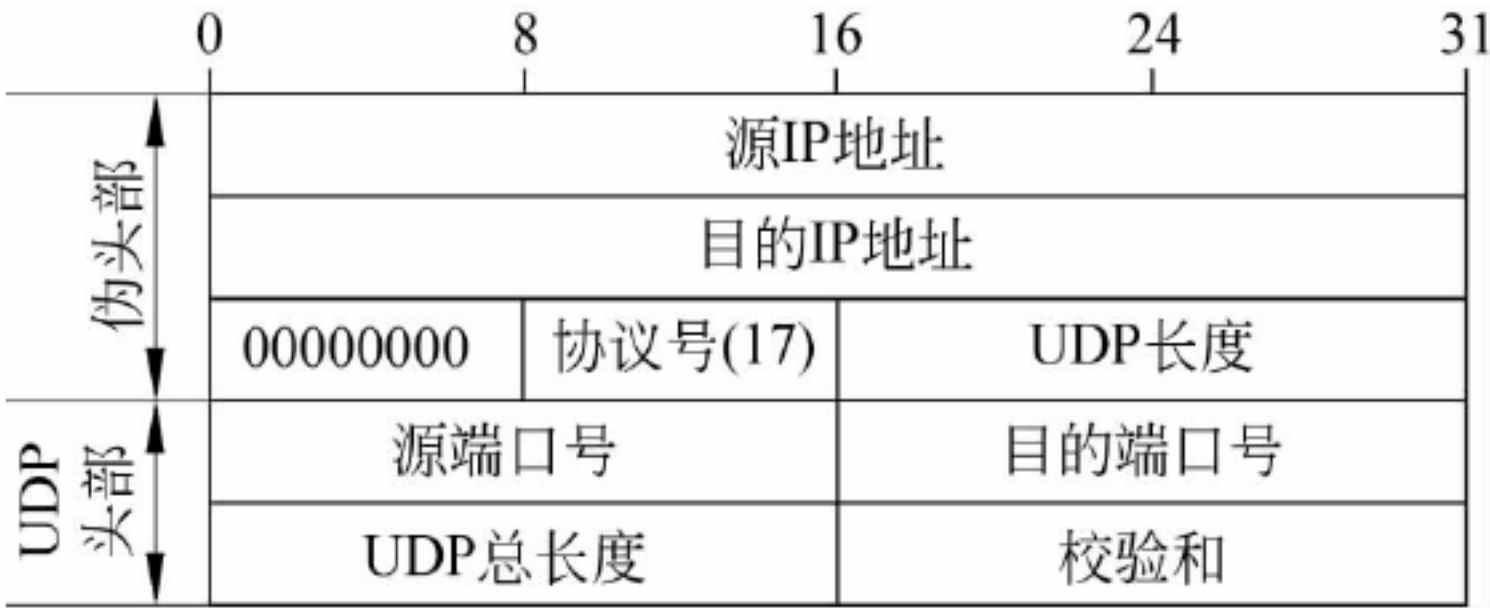 0 8 16 24 31
伪头部
源IP地址
目的IP地址
00000000 协议号(17) UDP长度
UDP
头部
源端口号 目的端口号
UDP总长度 校验和